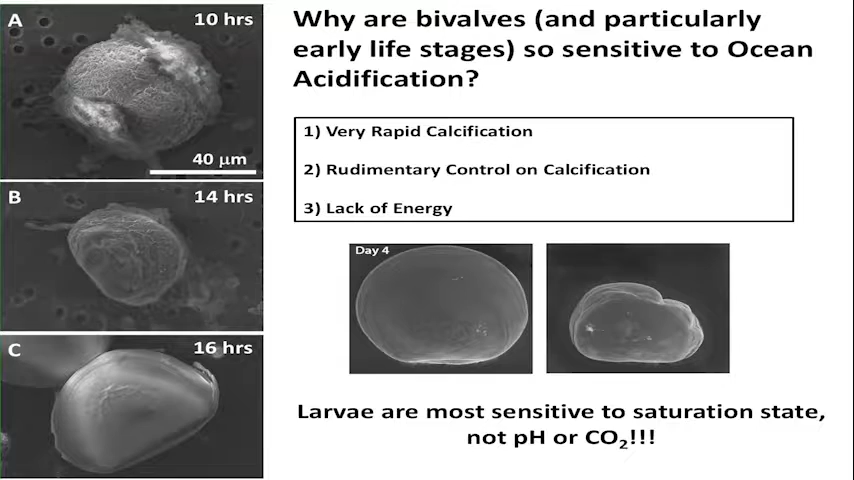 A
10 hrs
40 μm
B
14 hrs
C
16 hrs
Why are bivalves (and particularly
early life stages) so sensitive to Ocean
Acidification?
1) Very Rapid Calcification
2) Rudimentary Control on Calcification
3) Lack of Energy
Day 4
Larvae are most sensitive to saturation state,
not pH or CO₂!!!